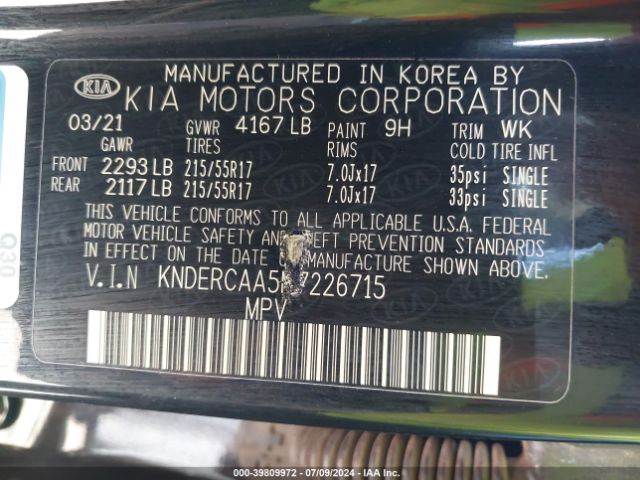 MANUFACTURED IN KOREA BY
KIA KIA MOTORS CORPORATION
03/21 GVWR 4167 LB PAINT 9H TRIM WK
GAWR TIRES RIMS COLD TIRE INFL
FRONT 2293 LB 215/55R17 7.0Jx17 35psi SINGLE
REAR 2117 LB 215/55R17 7.0Jx17 33psi SINGLE
THIS VEHICLE CONFORMS TO ALL APPLICABLE U.S.A. FEDERAL
MOTOR VEHICLE SAFETY AND THEFT PREVENTION STANDARDS
IN EFFECT ON THE DATE OF MANUFACTURE SHOWN ABOVE.
V.I.N
MPV
Q30
000-39809972 - 07/09/2024 - IAA Inc.